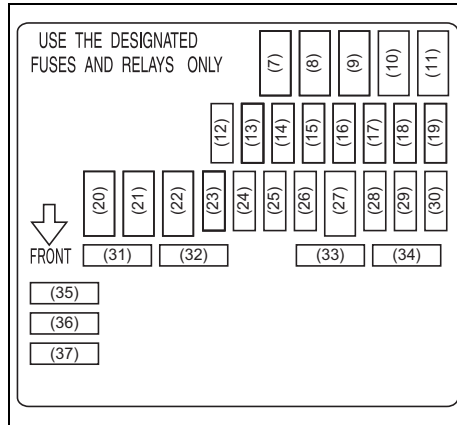 USE THE DESIGNATED
FUSES AND RELAYS ONLY
(7) (8) (9) (10) (11)
(12) (13) (14) (15) (16) (17) (18) (19)
(20) (21) (22) (23) (24) (25) (26) (27) (28) (29) (30)
FRONT (31) (32) (33) (34)
(35)
(36)
(37)